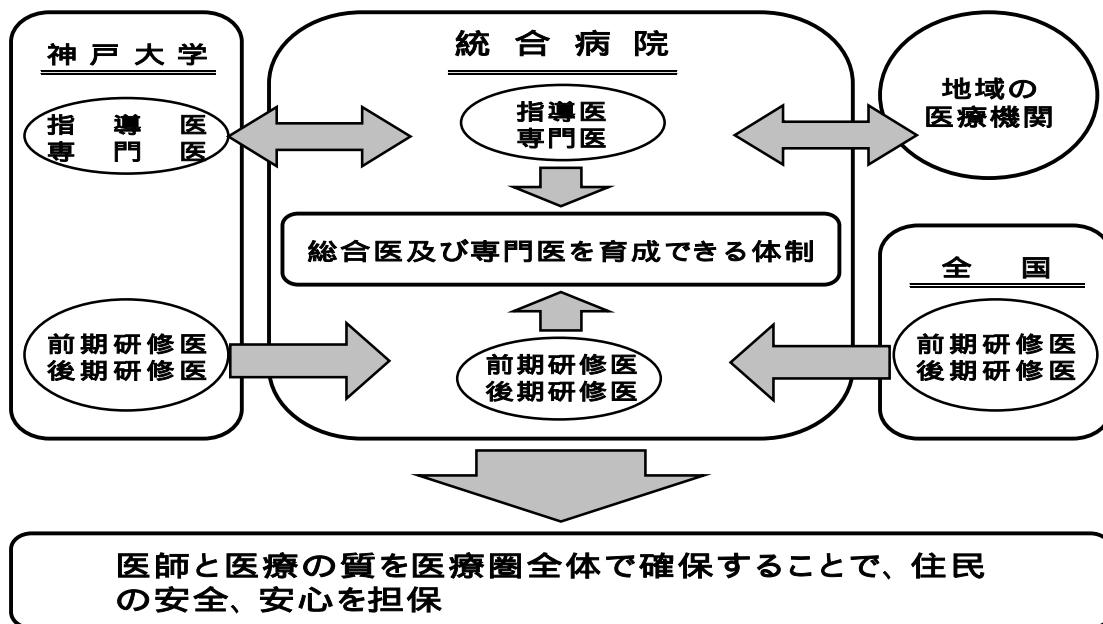 神戸大学
指導医
専門医
前期研修医
後期研修医
統合病院
指導医
専門医
総合医及び専門医を育成できる体制
前期研修医
後期研修医
地域の
医療機関
全国
前期研修医
後期研修医
医師と医療の質を医療圏全体で確保することで、住民
の安全、安心を担保